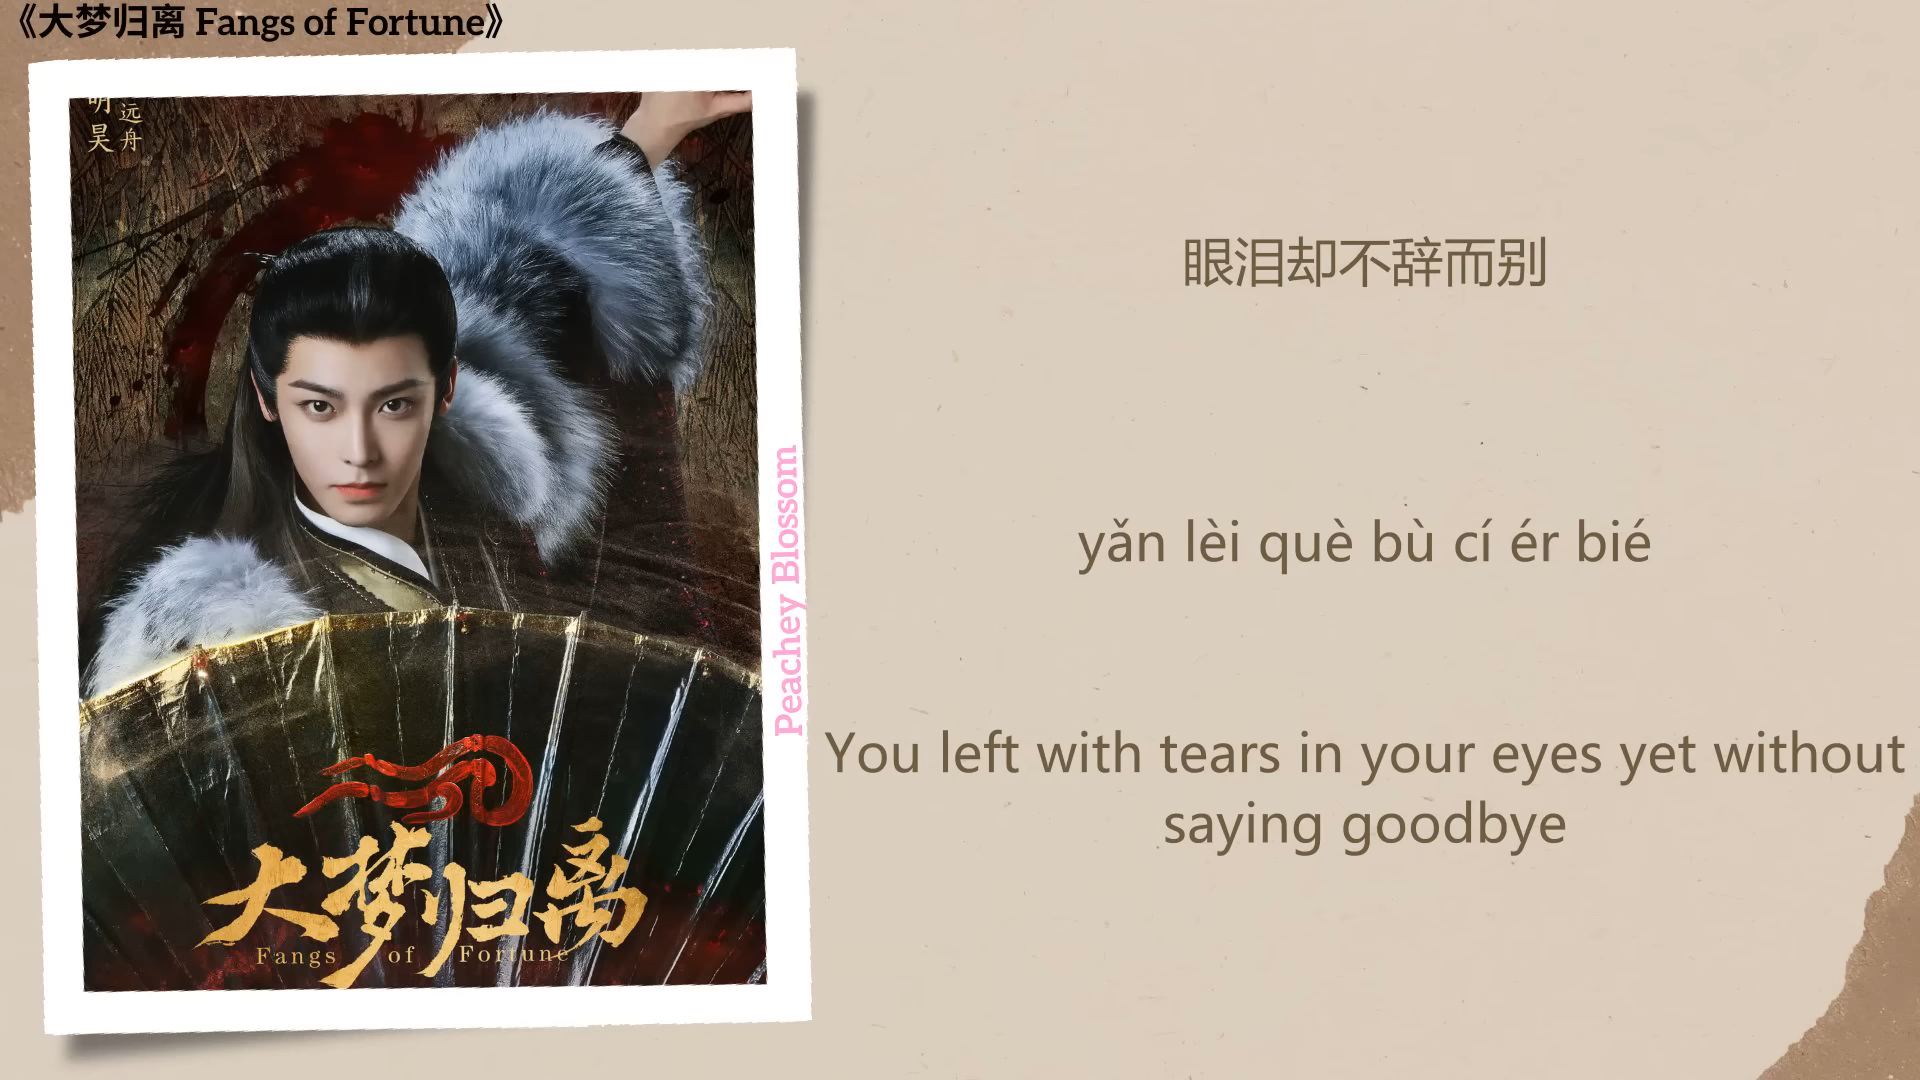 《大梦归离 Fangs of Fortune》
明昊
远舟
眼泪却不辞而别
yǎn lèi què bù cí ér bié
You left with tears in your eyes yet without
saying goodbye
Peachey Blossom
大梦归离
Fangs of Fortune